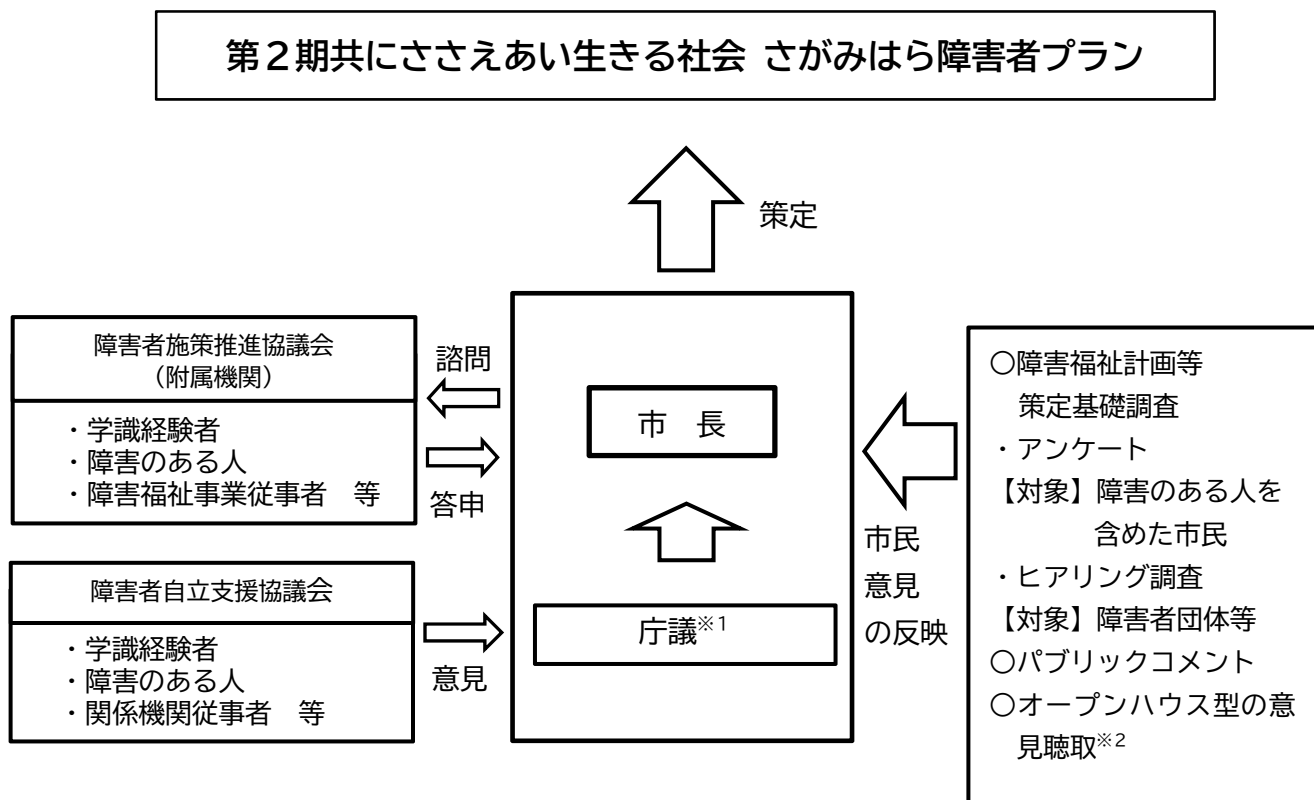 第２期共にささえあい生きる社会 さがみはら障害者プラン
策定
障害者施策推進協議会
（附属機関）
・学識経験者
・障害のある人
・障害福祉事業従事者　等
諮問
答申
障害者自立支援協議会
・学識経験者
・障害のある人
・関係機関従事者　等
意見
市　長
庁議※1
市民
意見
の反映
〇障害福祉計画等
策定基礎調査
・アンケート
【対象】障害のある人を
含めた市民
・ヒアリング調査
【対象】障害者団体等
〇パブリックコメント
〇オープンハウス型の意
見聴取※2